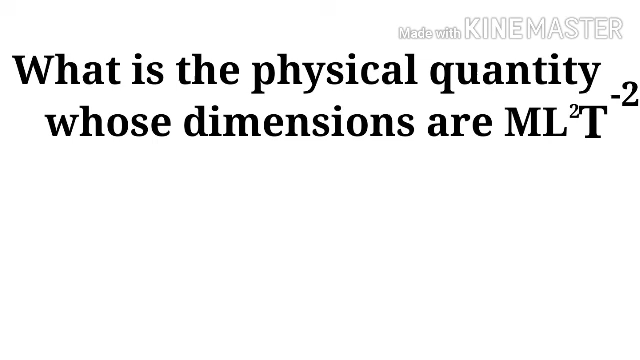 Made with KINEMASTER
What is the physical quantity
whose dimensions are ML²T⁻²